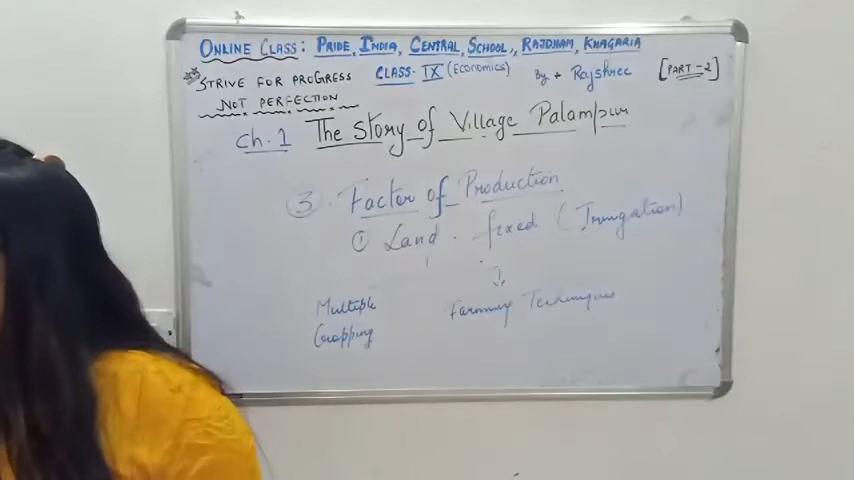 ONLINE CLASS: PRIDE, INDIA, CENTRAL, SCHOOL, RAJDHAM, KHAGARIA
STRIVE FOR PROGRESS
NOT PERFECTION
CLASS- IX (Economics) By + Rajshree [PART-2]
Ch. 1 The Story of Village Palampur
③ Factor of Production
① Land - fixed (Irrigation)
Multiple
Cropping
Farming Techniques